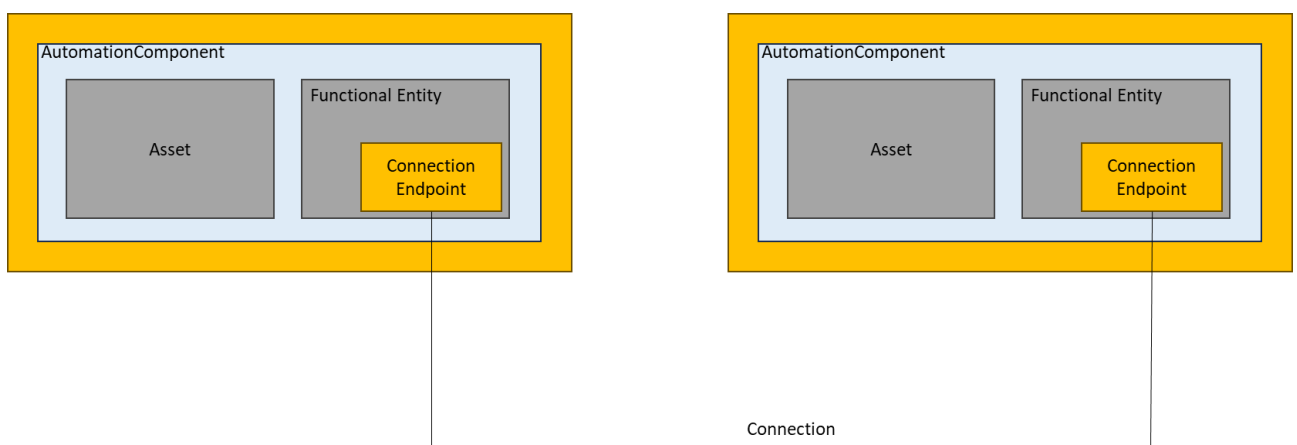 AutomationComponent
Asset
Functional Entity
Connection
Endpoint
AutomationComponent
Asset
Functional Entity
Connection
Endpoint
Connection